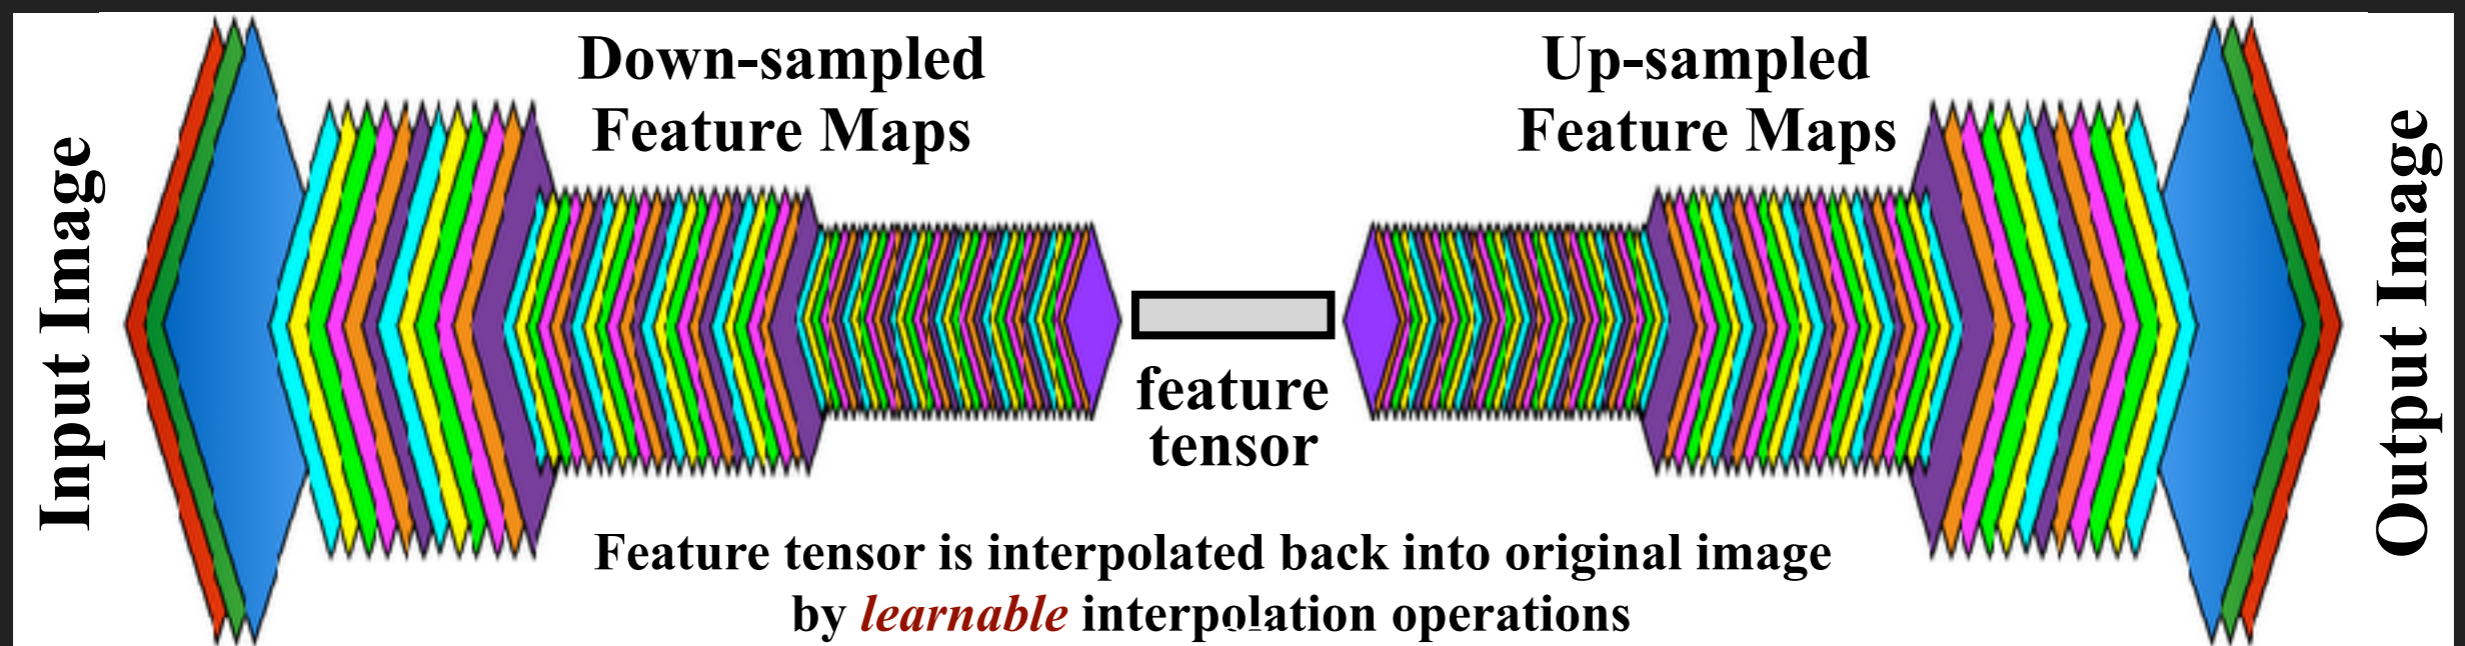 Input Image
Down-sampled
Feature Maps
feature
tensor
Up-sampled
Feature Maps
Output Image
Feature tensor is interpolated back into original image
by learnable interpolation operations